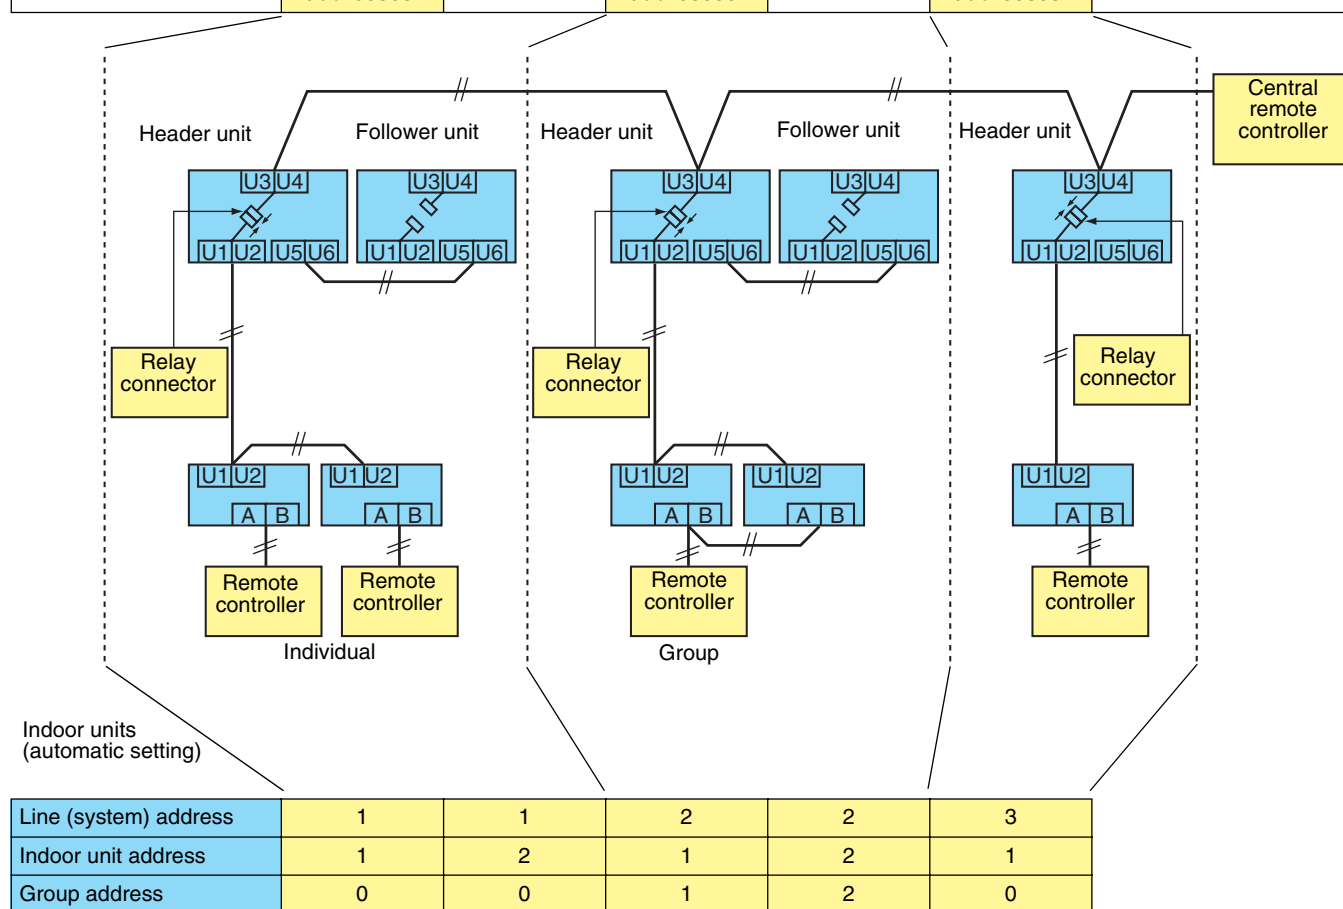 Central
remote
controller
Header unit
Follower unit
Header unit
Follower unit
Header unit
U3 U4
U3 U4
U3 U4
U3 U4
U3 U4
U1 U2 U5 U6
U1 U2 U5 U6
U1 U2 U5 U6
U1 U2 U5 U6
U1 U2 U5 U6
Relay
connector
Relay
connector
Relay
connector
U1 U2
U1 U2
U1 U2
U1 U2
U1 U2
A B
A B
A B
A B
A B
Remote
controller
Remote
controller
Remote
controller
Remote
controller
Individual
Group
Indoor units
(automatic setting)
Line (system) address 1 1 2 2 3
Indoor unit address 1 2 1 2 1
Group address 0 0 1 2 0